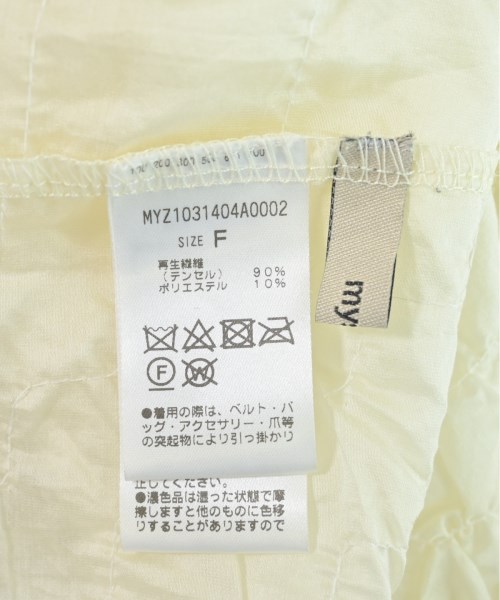 MYZ1031404A0002
SIZE F
再生繊維
(テンセル) 90%
ポリエステル 10%
F
W
●着用の際は、ベルト・バ
ッグ・アクセサリー・爪等
の突起物により引っ掛かり
止してください。
●濃色品は湿った状態で摩
擦しますと他のものに色移
りすることがありますので
my